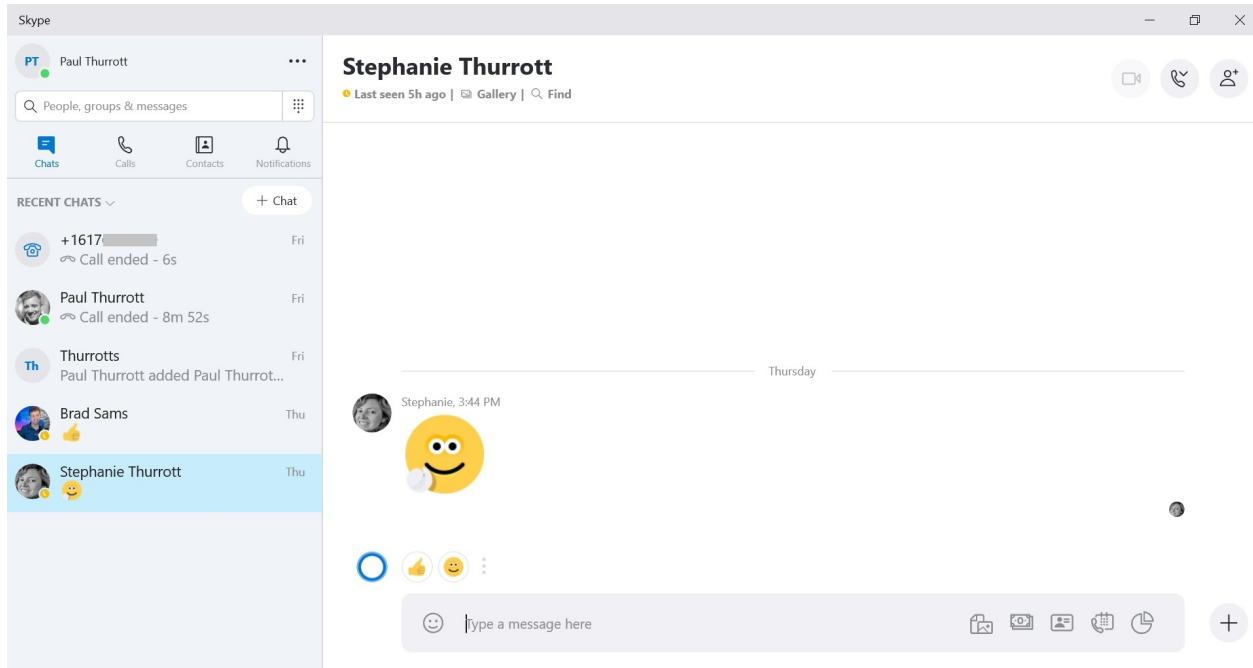 Skype
PT Paul Thurrott
People, groups & messages
Chats Calls Contacts Notifications
RECENT CHATS + Chat
+1617 Fri
Call ended - 6s
Paul Thurrott Fri
Call ended - 8m 52s
Th Thurrotts Fri
Paul Thurrott added Paul Thurrot...
Brad Sams Thu
Stephanie Thurrott Thu
Stephanie Thurrott
Last seen 5h ago | Gallery | Find
Thursday
Stephanie, 3:44 PM
Type a message here